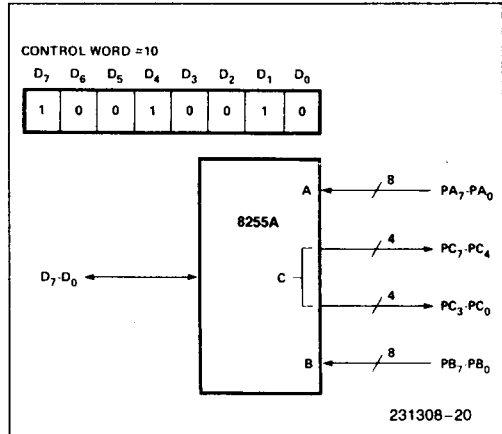 CONTROL WORD #10
D7 D6 D5 D4 D3 D2 D1 D0
1 0 0 1 0 0 1 0
A
8
PA7-PA0
8255A
4
PC7-PC4
D7-D0
C
4
PC3-PC0
B
8
PB7-PB0
231308-20